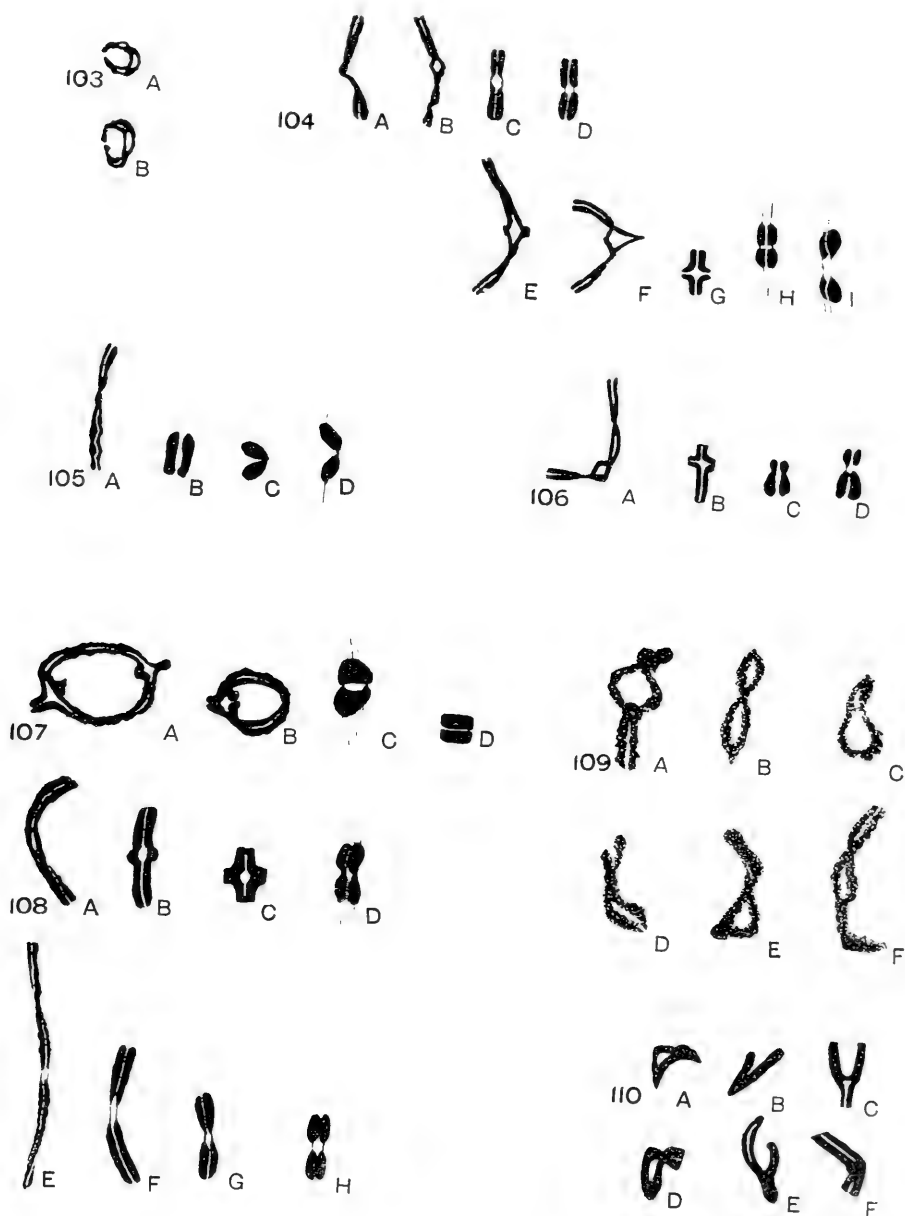 103 A
B
104 A B C D
E F G H I
105 A B C D
106 A B C D
107 A B C D
108 A B C D
E F G H
109 A B C
D E F
110 A B C
D E F